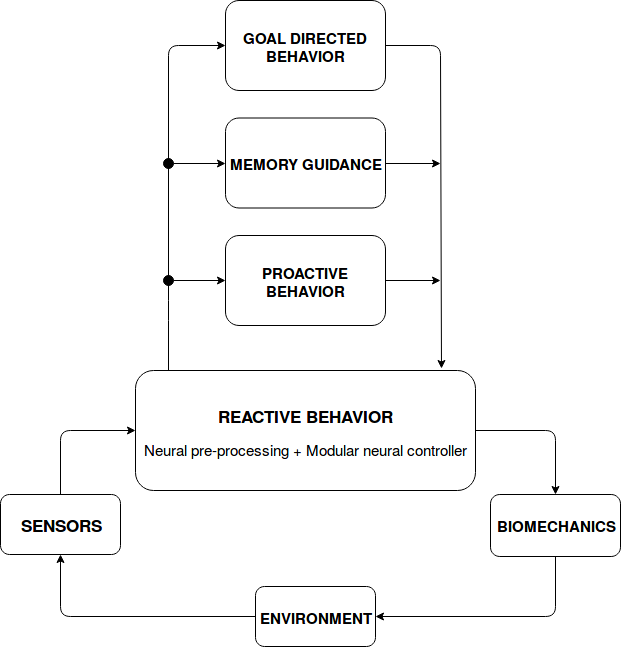 GOAL DIRECTED
BEHAVIOR
MEMORY GUIDANCE
PROACTIVE
BEHAVIOR
REACTIVE BEHAVIOR
Neural pre-processing + Modular neural controller
SENSORS
BIOMECHANICS
ENVIRONMENT